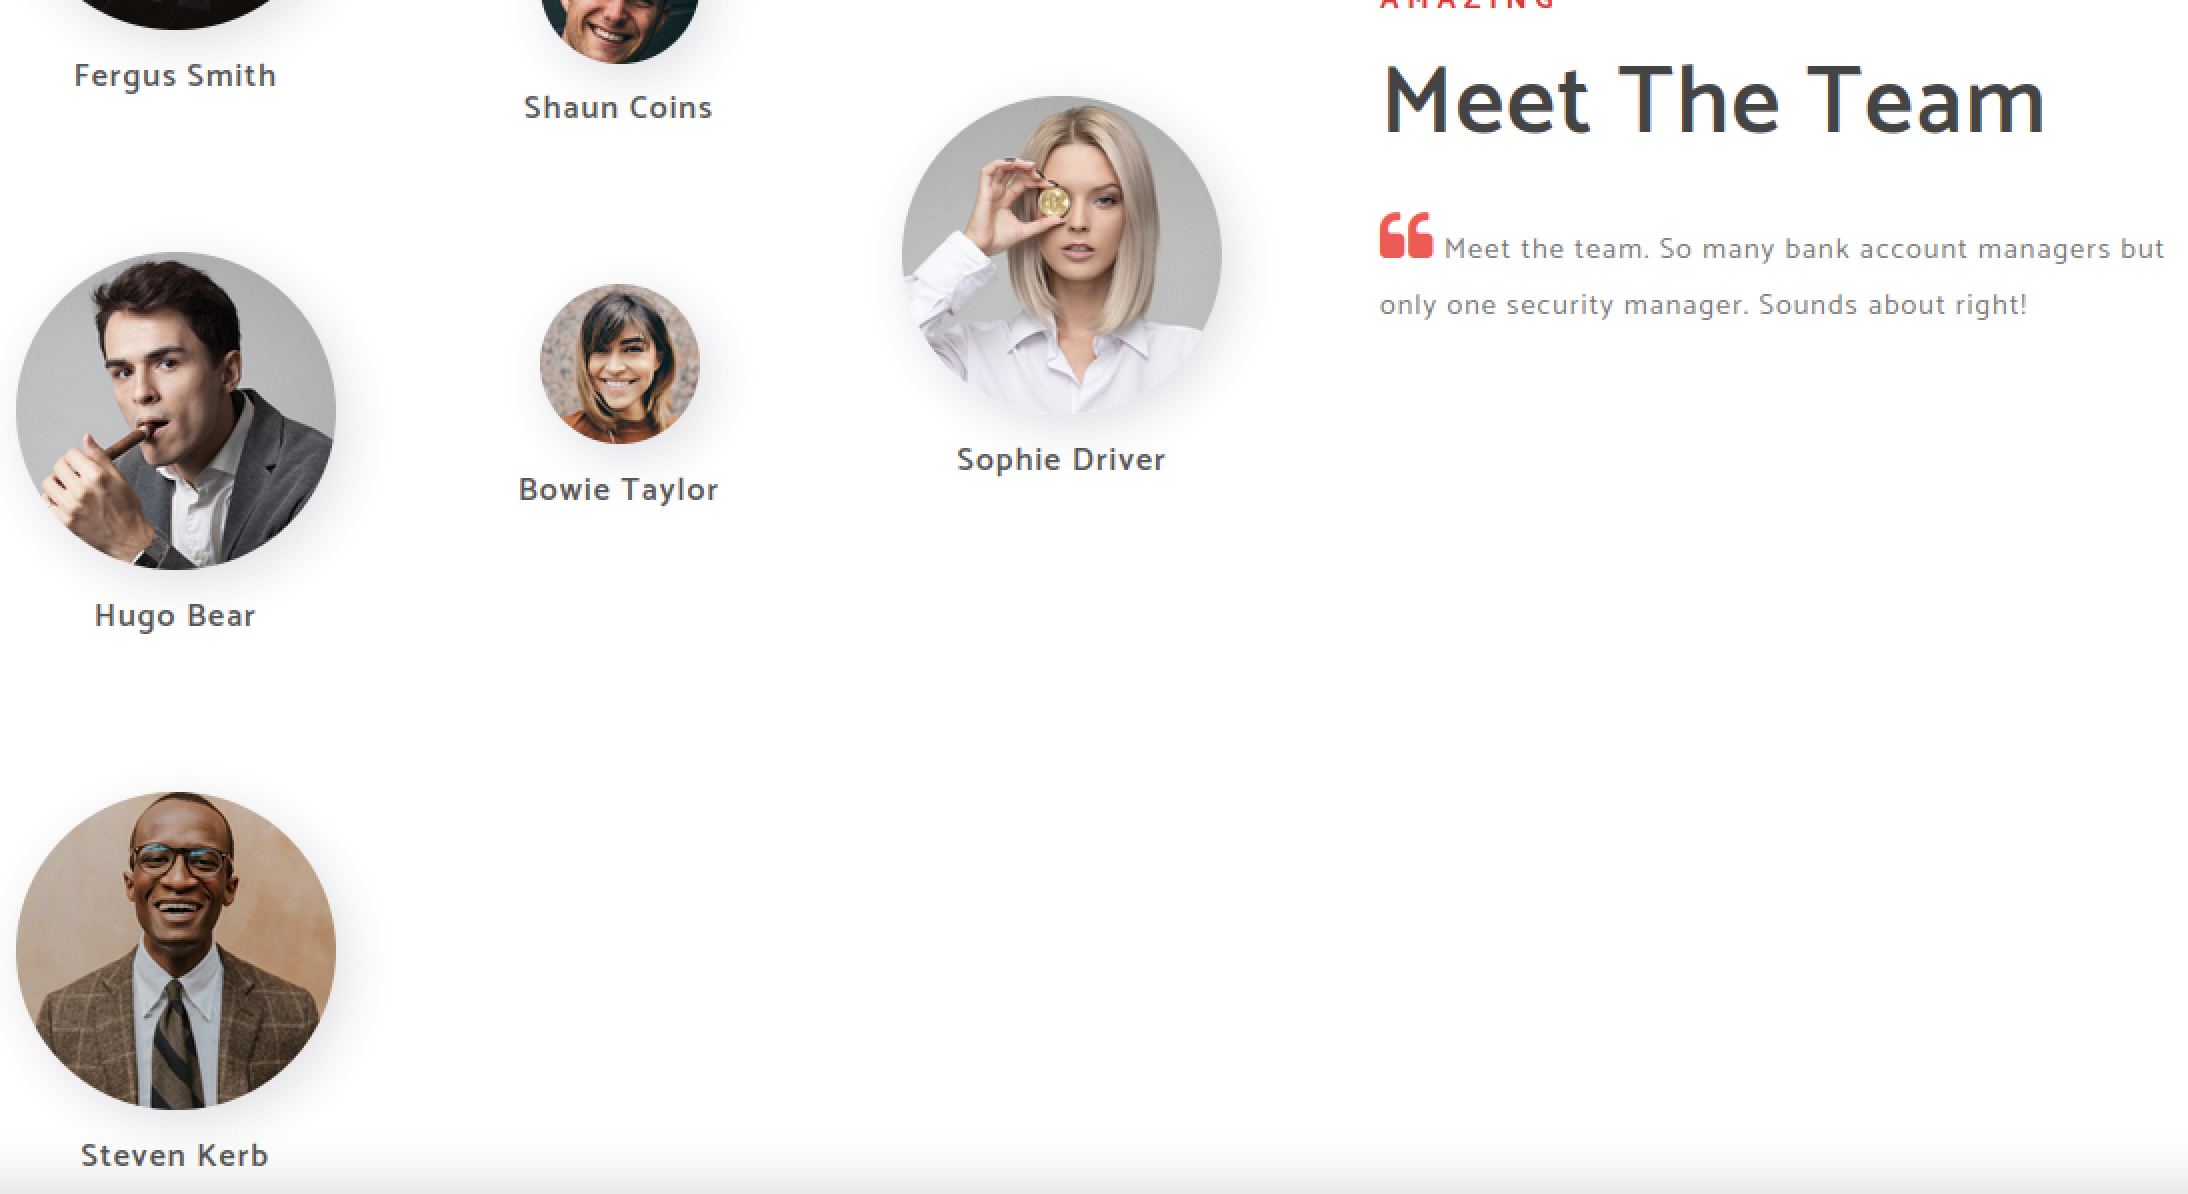 AMAZING
Meet The Team
Meet the team. So many bank account managers but
only one security manager. Sounds about right!
Fergus Smith
Shaun Coins
Sophie Driver
Hugo Bear
Bowie Taylor
Steven Kerb